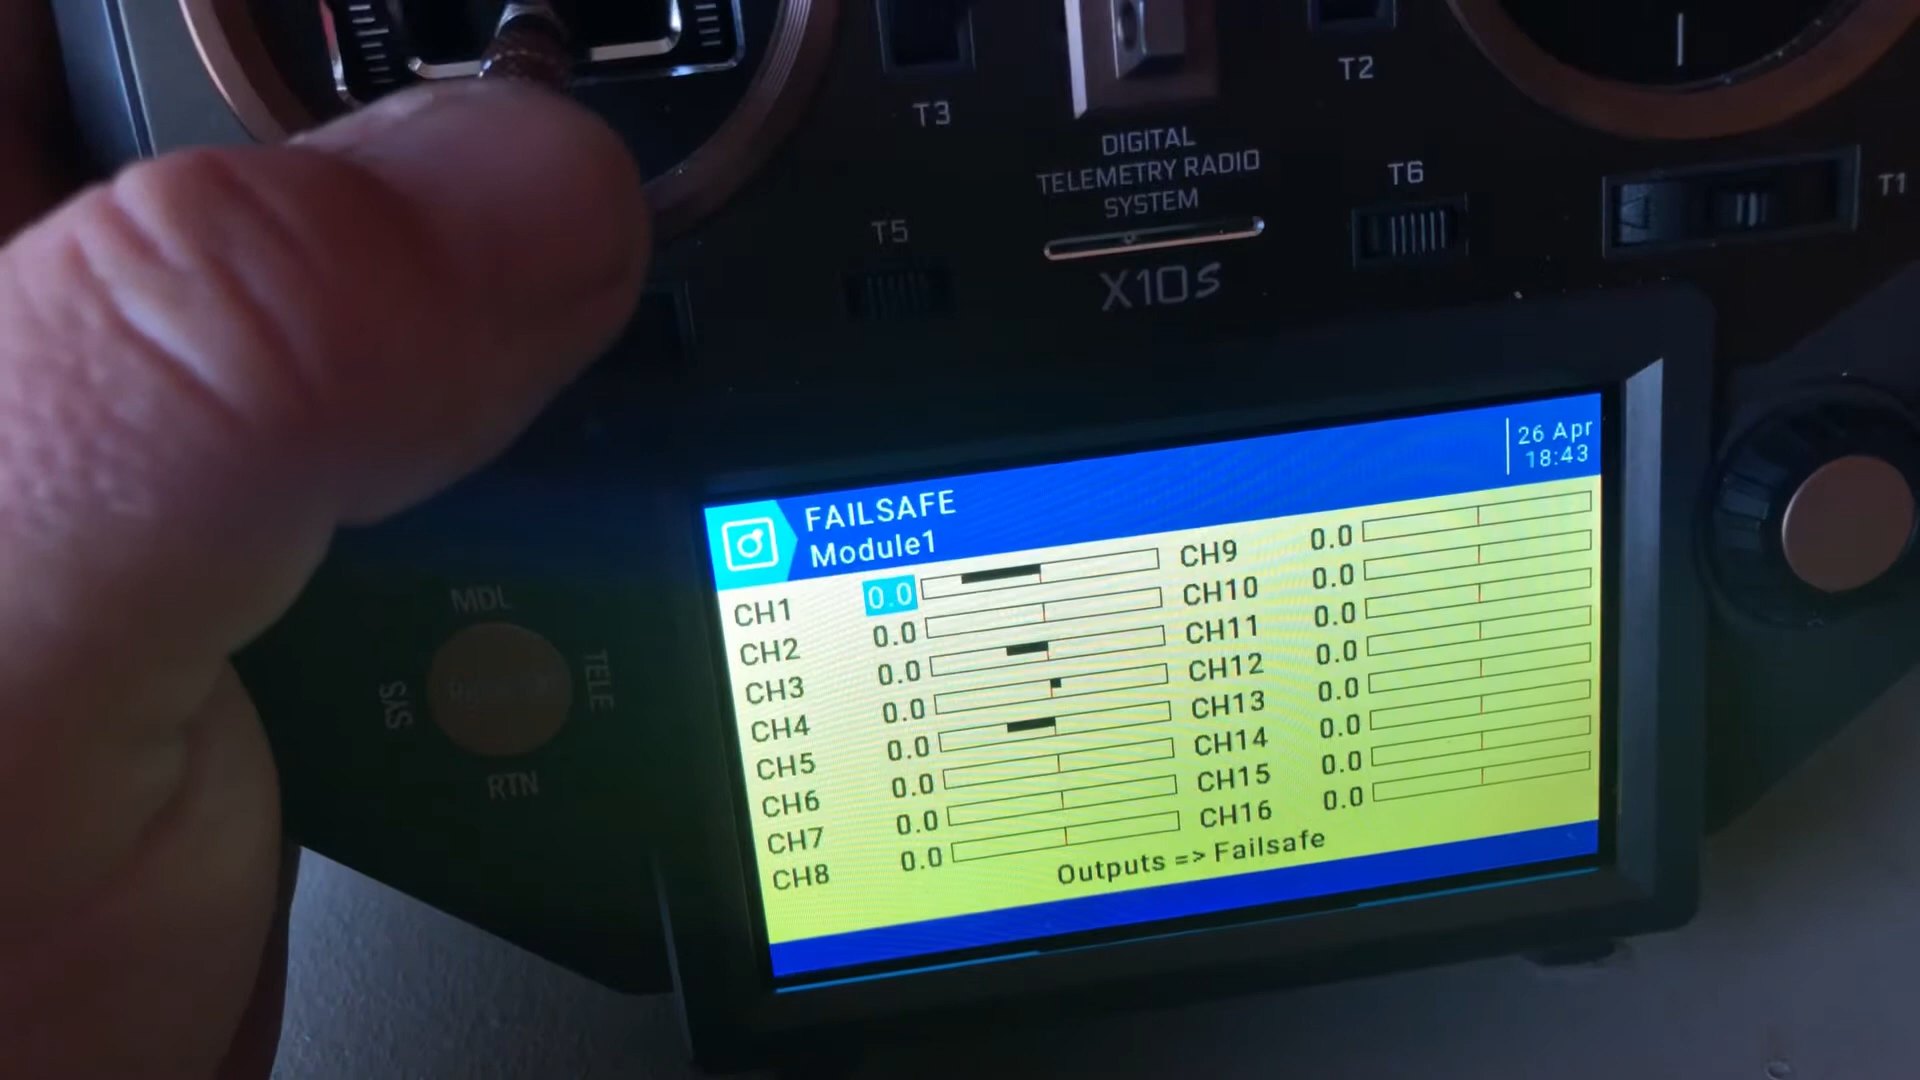 T3
T2
DIGITAL
TELEMETRY RADIO
SYSTEM
T6
T1
T5
X10S
26 Apr
18:43
FAILSAFE
Module1
CH1 0.0
CH2 0.0
CH3 0.0
CH4 0.0
CH5 0.0
CH6 0.0
CH7 0.0
CH8 0.0
CH9 0.0
CH10 0.0
CH11 0.0
CH12 0.0
CH13 0.0
CH14 0.0
CH15 0.0
CH16 0.0
Outputs => Failsafe
MDL
SYS
TELE
RTN